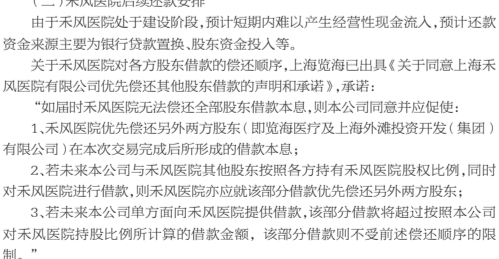 (二)禾风医院后续还款安排
由于禾风医院处于建设阶段,预计短期内难以产生经营性现金流入,预计还款
资金来源主要为银行贷款置换、股东资金投入等。
关于禾风医院对各方股东借款的偿还顺序,上海览海已出具《关于同意上海禾
风医院有限公司优先偿还其他股东借款的声明和承诺》,承诺:
“如届时禾风医院无法偿还全部股东借款本息,则本公司同意并应促使:
1、禾风医院优先偿还另外两方股东(即览海医疗及上海外滩投资开发(集团)
有限公司)在本次交易完成后所形成的借款本息;
2、若未来本公司与禾风医院其他股东按照各方持有禾风医院股权比例,同时
对禾风医院进行借款,则禾风医院亦应就该部分借款优先偿还另外两方股东;
3、若未来本公司单方面向禾风医院提供借款,该部分借款将超过按照本公司
对禾风医院持股比例所计算的借款金额，该部分借款则不受前述偿还顺序的限
制。”